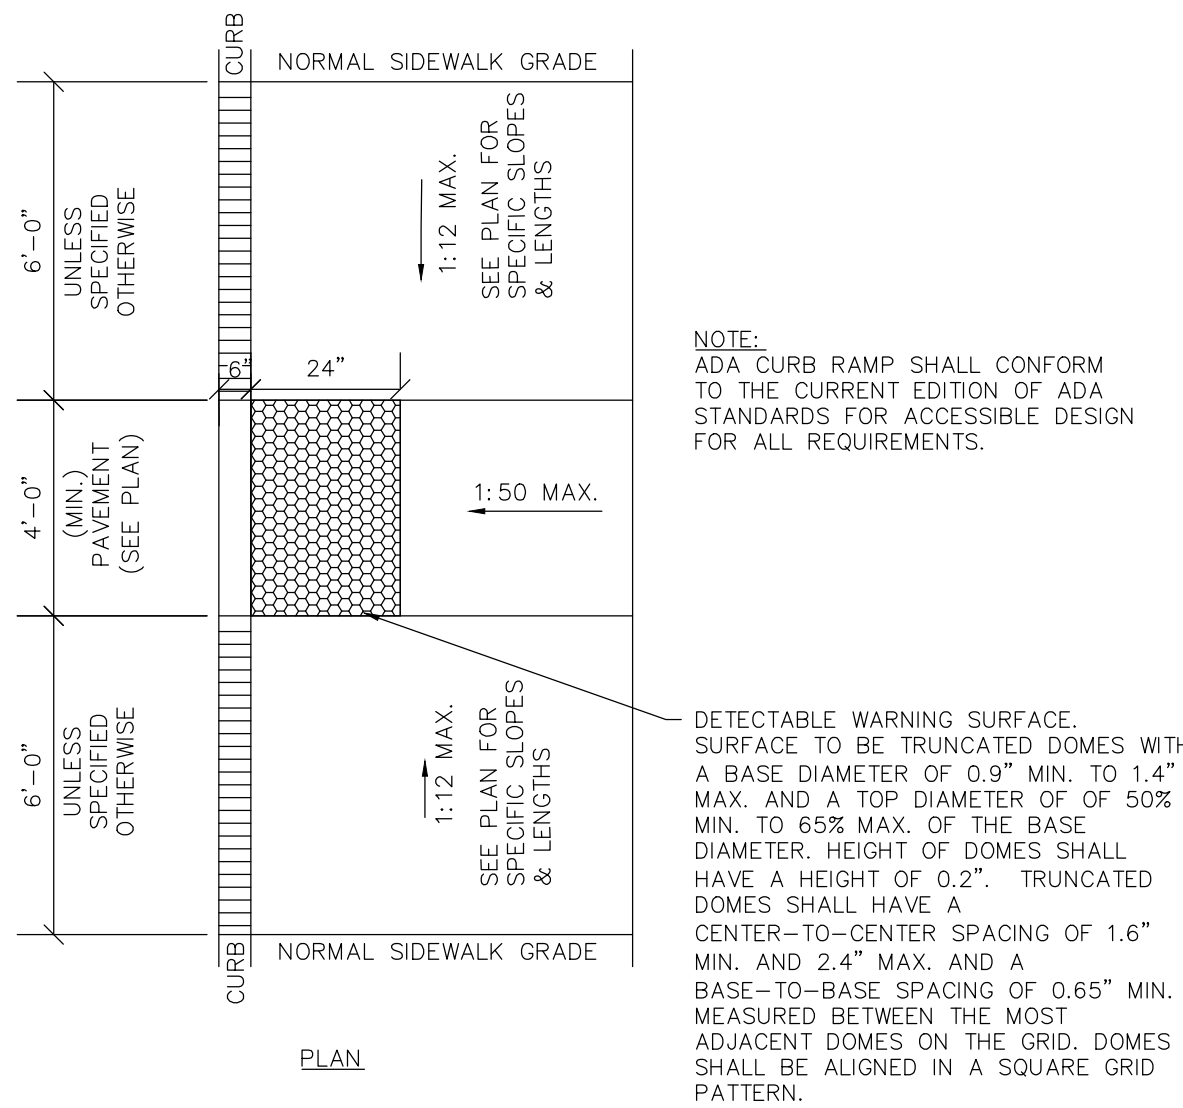 CURB
NORMAL SIDEWALK GRADE
6'-0"
UNLESS
SPECIFIED
OTHERWISE
1:12 MAX.
SEE PLAN FOR
SPECIFIC SLOPES
& LENGTHS
6"
24"
4'-0"
(MIN.)
PAVEMENT
(SEE PLAN)
1:50 MAX.
NOTE:
ADA CURB RAMP SHALL CONFORM
TO THE CURRENT EDITION OF ADA
STANDARDS FOR ACCESSIBLE DESIGN
FOR ALL REQUIREMENTS.
6'-0"
UNLESS
SPECIFIED
OTHERWISE
1:12 MAX.
SEE PLAN FOR
SPECIFIC SLOPES
& LENGTHS
DETECTABLE WARNING SURFACE.
SURFACE TO BE TRUNCATED DOMES WITH
A BASE DIAMETER OF 0.9" MIN. TO 1.4"
MAX. AND A TOP DIAMETER OF OF 50%
MIN. TO 65% MAX. OF THE BASE
DIAMETER. HEIGHT OF DOMES SHALL
HAVE A HEIGHT OF 0.2". TRUNCATED
DOMES SHALL HAVE A
CENTER-TO-CENTER SPACING OF 1.6"
MIN. AND 2.4" MAX. AND A
BASE-TO-BASE SPACING OF 0.65" MIN.
MEASURED BETWEEN THE MOST
ADJACENT DOMES ON THE GRID. DOMES
SHALL BE ALIGNED IN A SQUARE GRID
PATTERN.
CURB
NORMAL SIDEWALK GRADE
PLAN